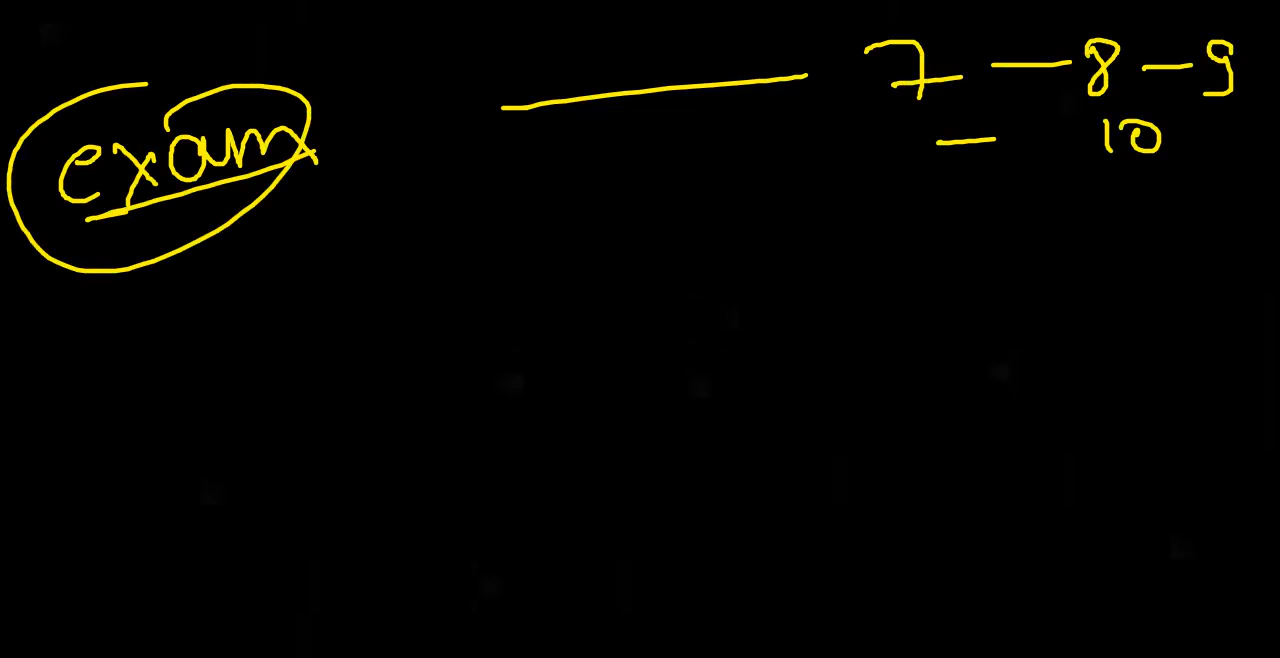 exam — 7 — 8 – 9
— 10